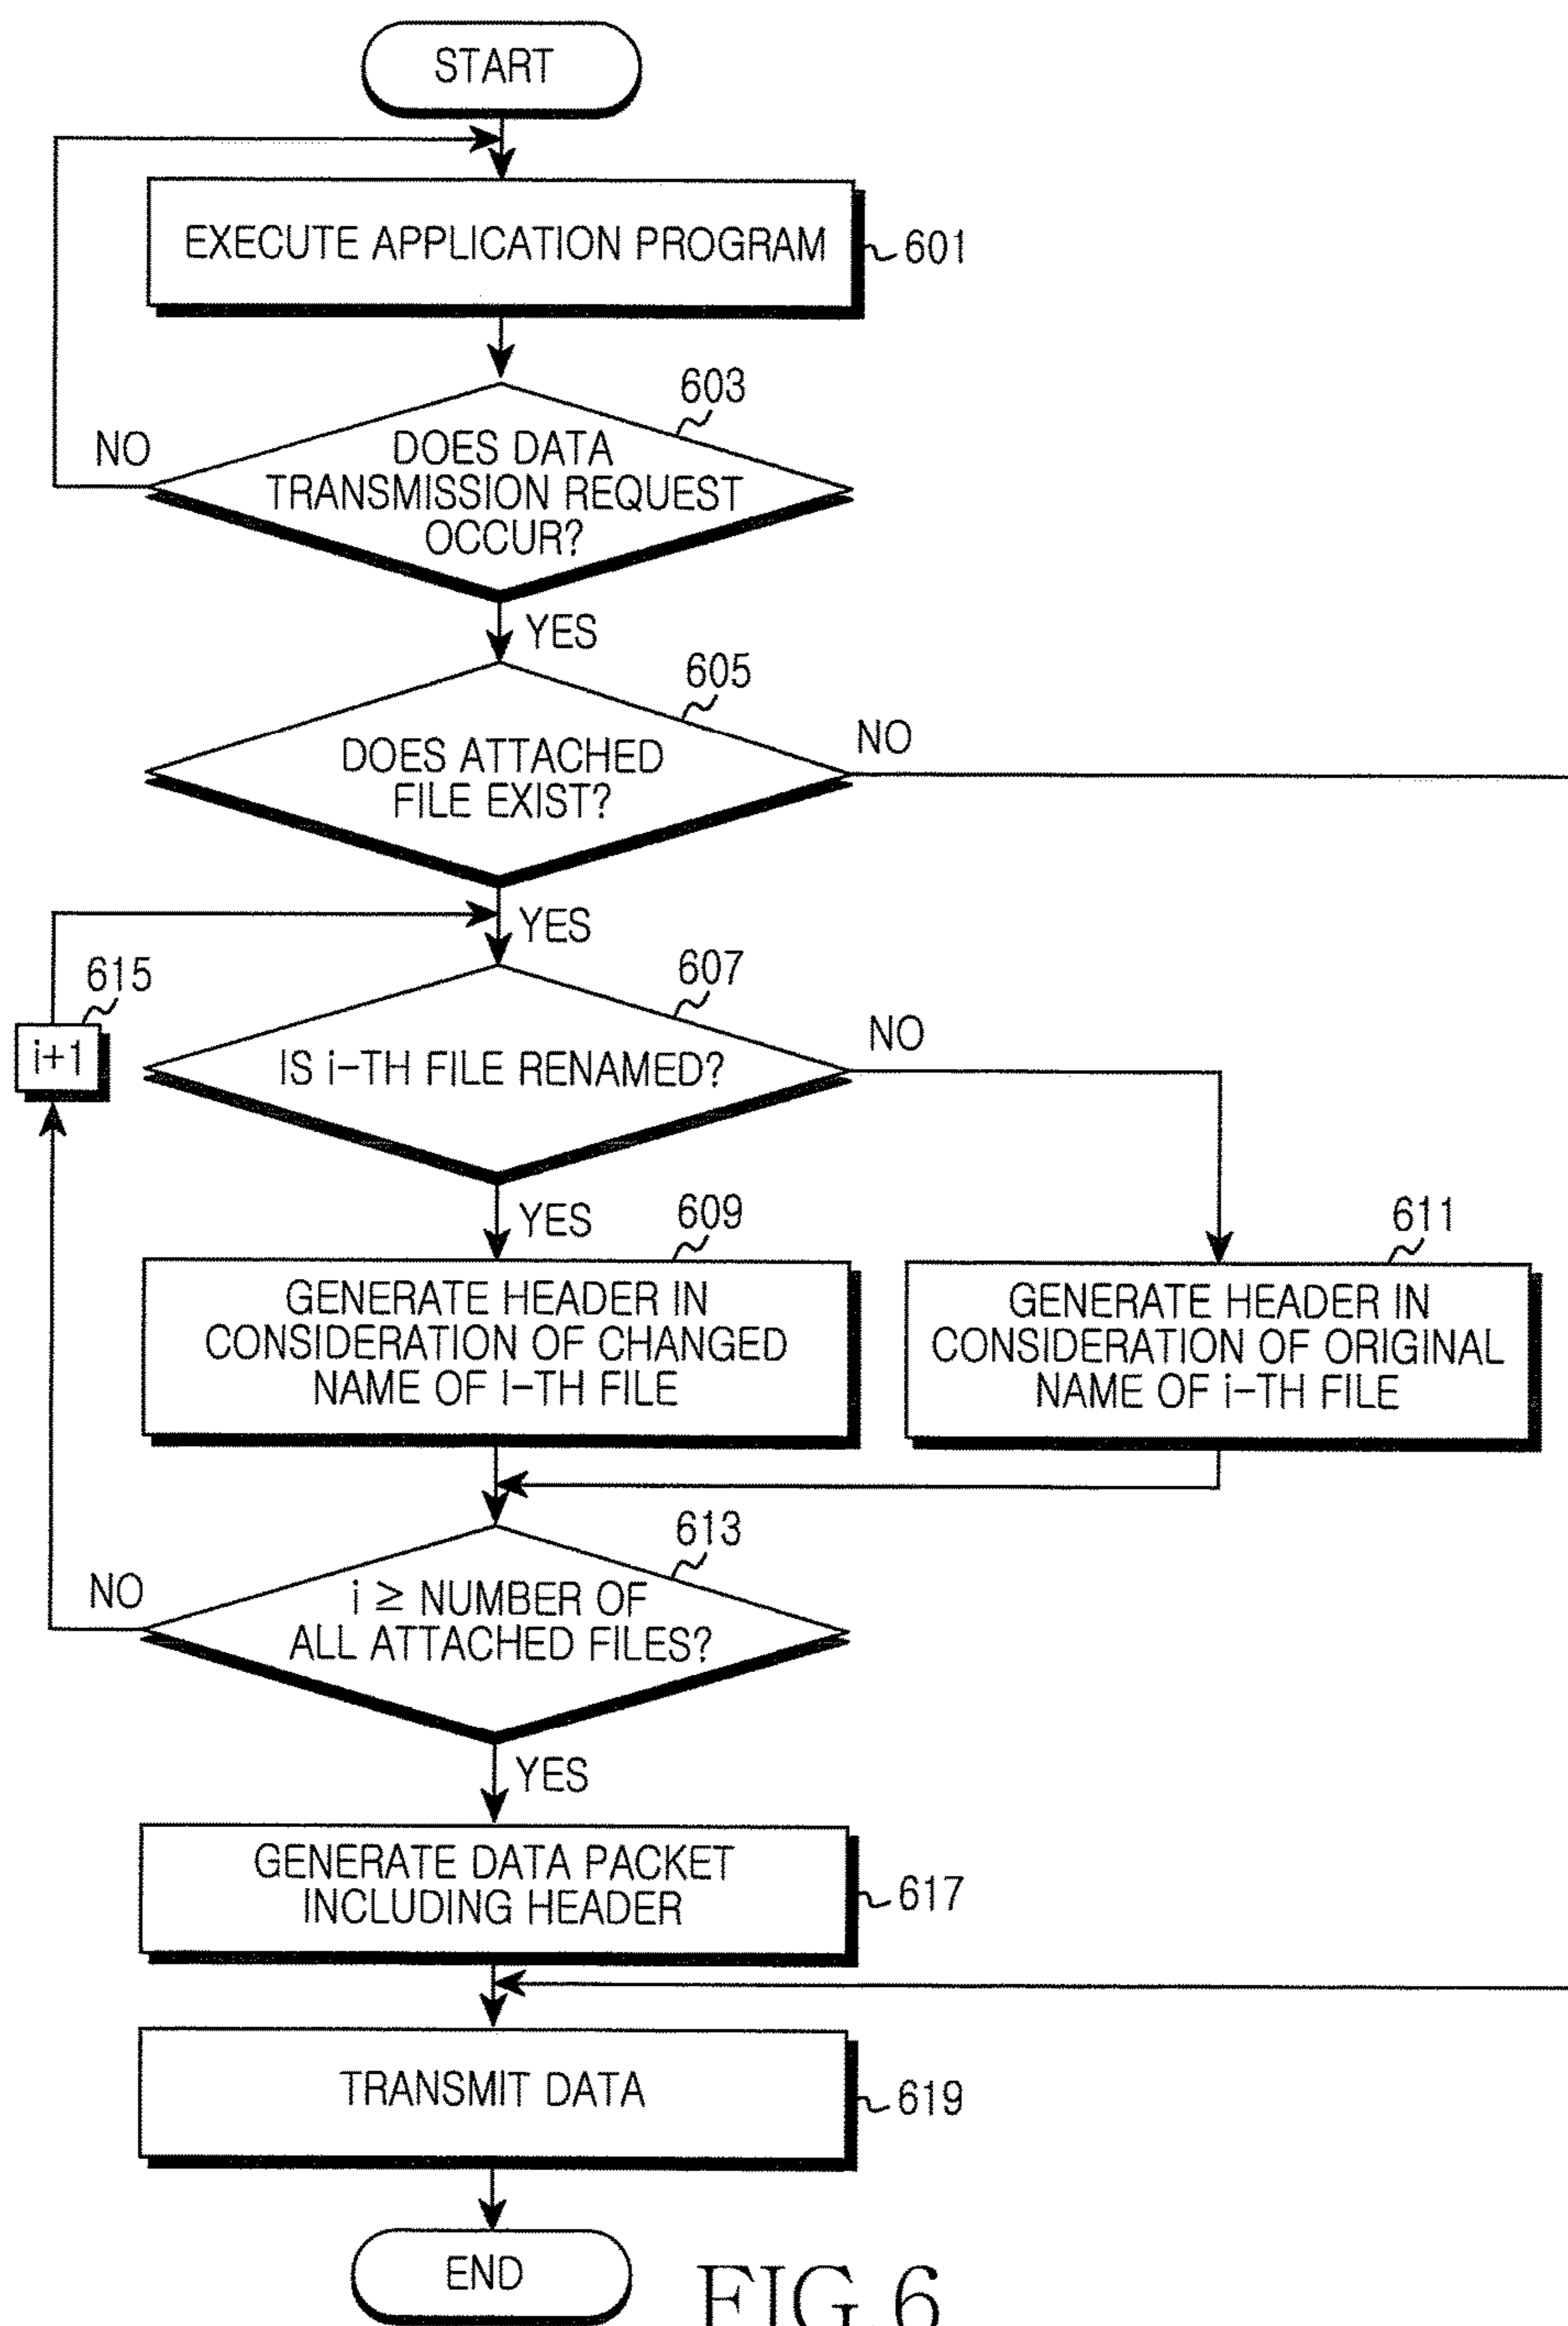 START
EXECUTE APPLICATION PROGRAM
601
603
DOES DATA
TRANSMISSION REQUEST
OCCUR?
NO
YES
605
DOES ATTACHED
FILE EXIST?
NO
YES
615
i+1
607
IS i-TH FILE RENAMED?
NO
YES
609
GENERATE HEADER IN
CONSIDERATION OF CHANGED
NAME OF I-TH FILE
611
GENERATE HEADER IN
CONSIDERATION OF ORIGINAL
NAME OF i-TH FILE
613
i ≥ NUMBER OF
ALL ATTACHED FILES?
NO
YES
GENERATE DATA PACKET
INCLUDING HEADER
617
TRANSMIT DATA
619
END
FIG.6